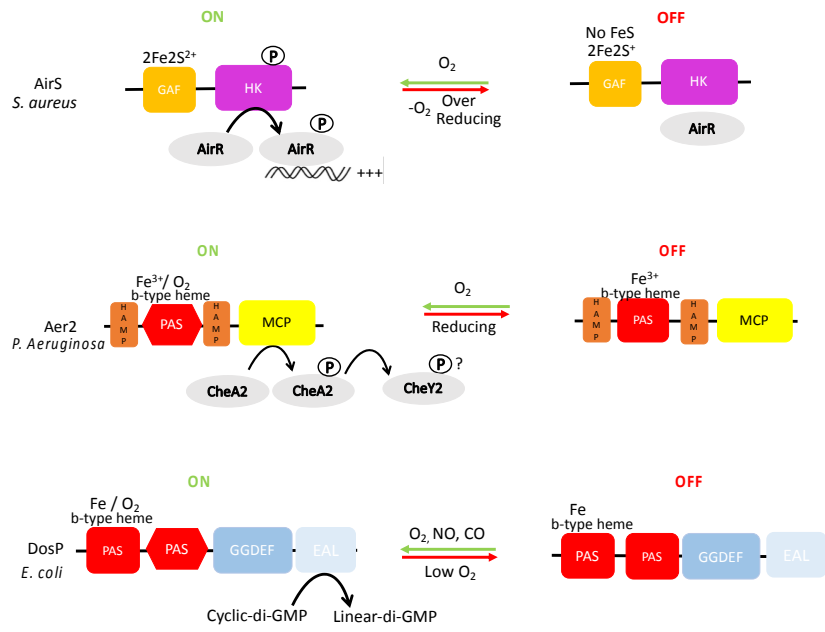 ON
OFF
2Fe2S²⁺
P
No FeS
2Fe2S⁺
AirS
S. aureus
GAF
HK
O₂
-O₂ Over
Reducing
GAF
HK
P
AirR
AirR
AirR
+++
ON
OFF
Fe³⁺/ O₂
b-type heme
Fe³⁺
b-type heme
O₂
Reducing
Aer2
P. Aeruginosa
HAMP
PAS
HAMP
MCP
HAMP
PAS
HAMP
MCP
P
P ?
CheA2
CheA2
CheY2
ON
OFF
Fe / O₂
b-type heme
Fe
b-type heme
O₂, NO, CO
Low O₂
DosP
E. coli
PAS
PAS
GGDEF
EAL
PAS
PAS
GGDEF
EAL
Cyclic-di-GMP
Linear-di-GMP